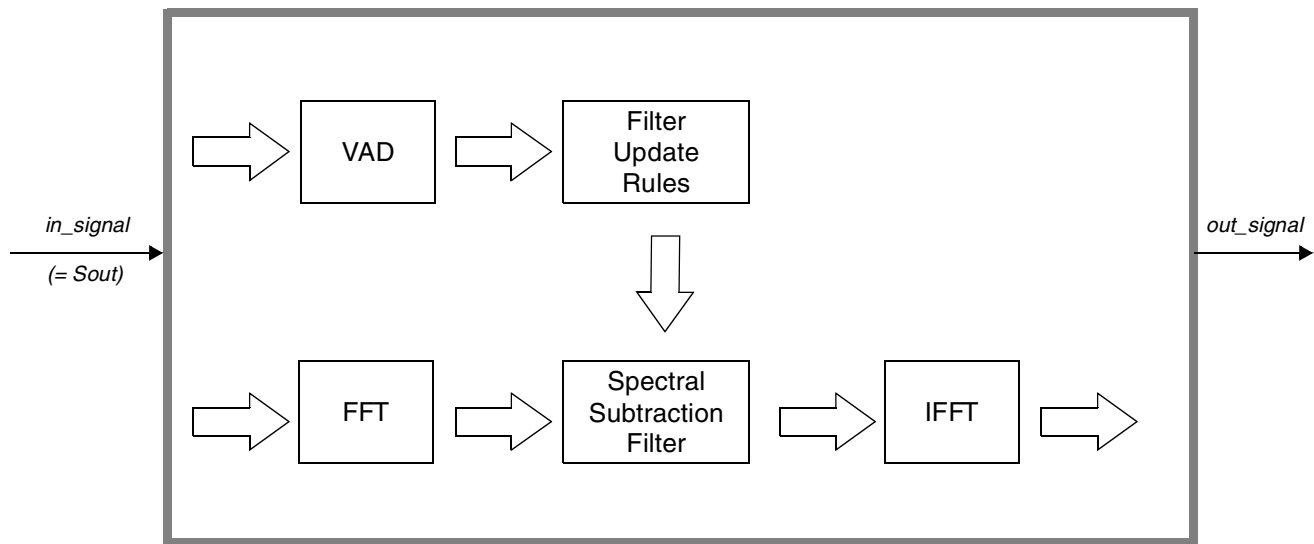 VAD
Filter
Update
Rules
in_signal
(= Sout)
out_signal
FFT
Spectral
Subtraction
Filter
IFFT